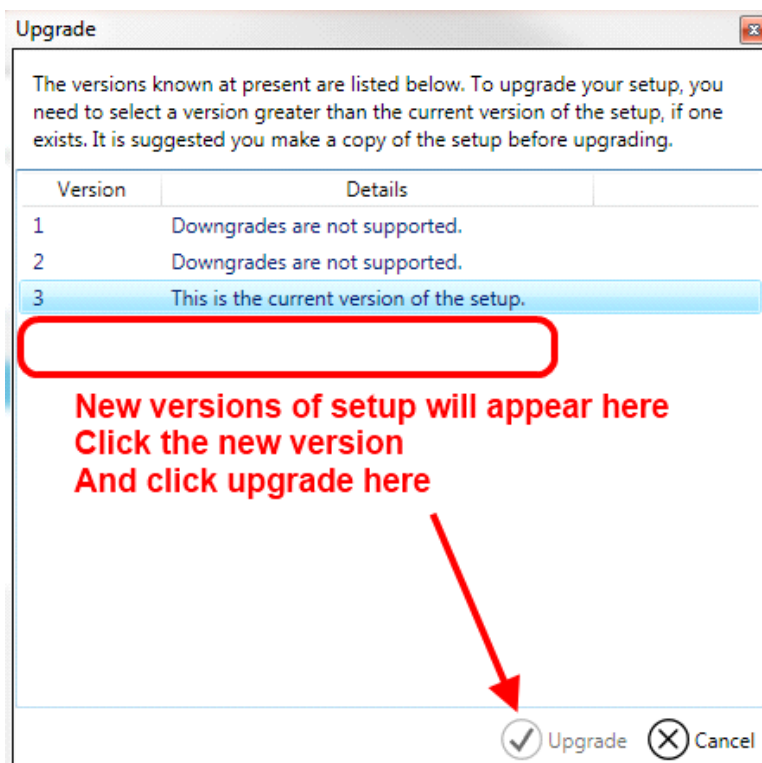 Upgrade
The versions known at present are listed below. To upgrade your setup, you
need to select a version greater than the current version of the setup, if one
exists. It is suggested you make a copy of the setup before upgrading.
Version Details
1 Downgrades are not supported.
2 Downgrades are not supported.
3 This is the current version of the setup.
New versions of setup will appear here
Click the new version
And click upgrade here
Upgrade Cancel